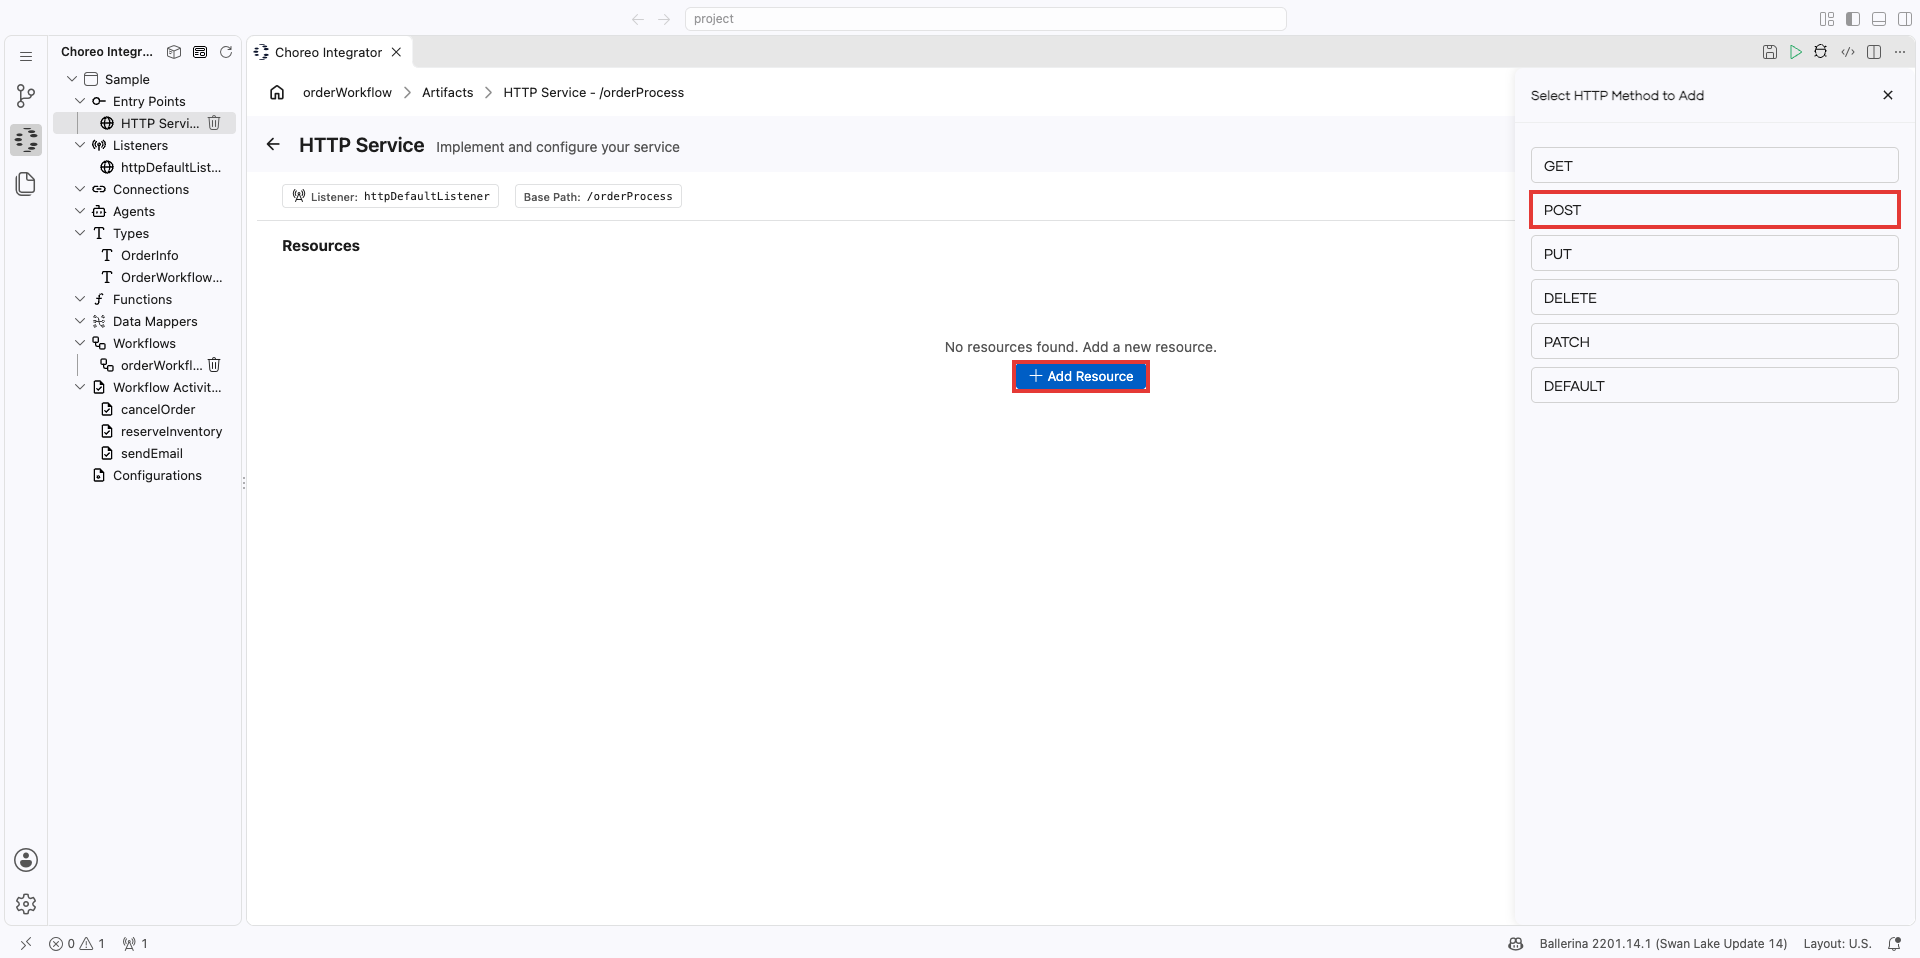 project
Choreo Integr...
Sample
Entry Points
HTTP Servi...
Listeners
httpDefaultList...
Connections
Agents
Types
OrderInfo
OrderWorkflow...
Functions
Data Mappers
Workflows
orderWorkfl...
Workflow Activit...
cancelOrder
reserveInventory
sendEmail
Configurations
Choreo Integrator
orderWorkflow > Artifacts > HTTP Service - /orderProcess
HTTP Service Implement and configure your service
Listener: httpDefaultListener Base Path: /orderProcess
Resources
No resources found. Add a new resource.
+ Add Resource
Select HTTP Method to Add
GET
POST
PUT
DELETE
PATCH
DEFAULT
0 1 1
Ballerina 2201.14.1 (Swan Lake Update 14) Layout: U.S.